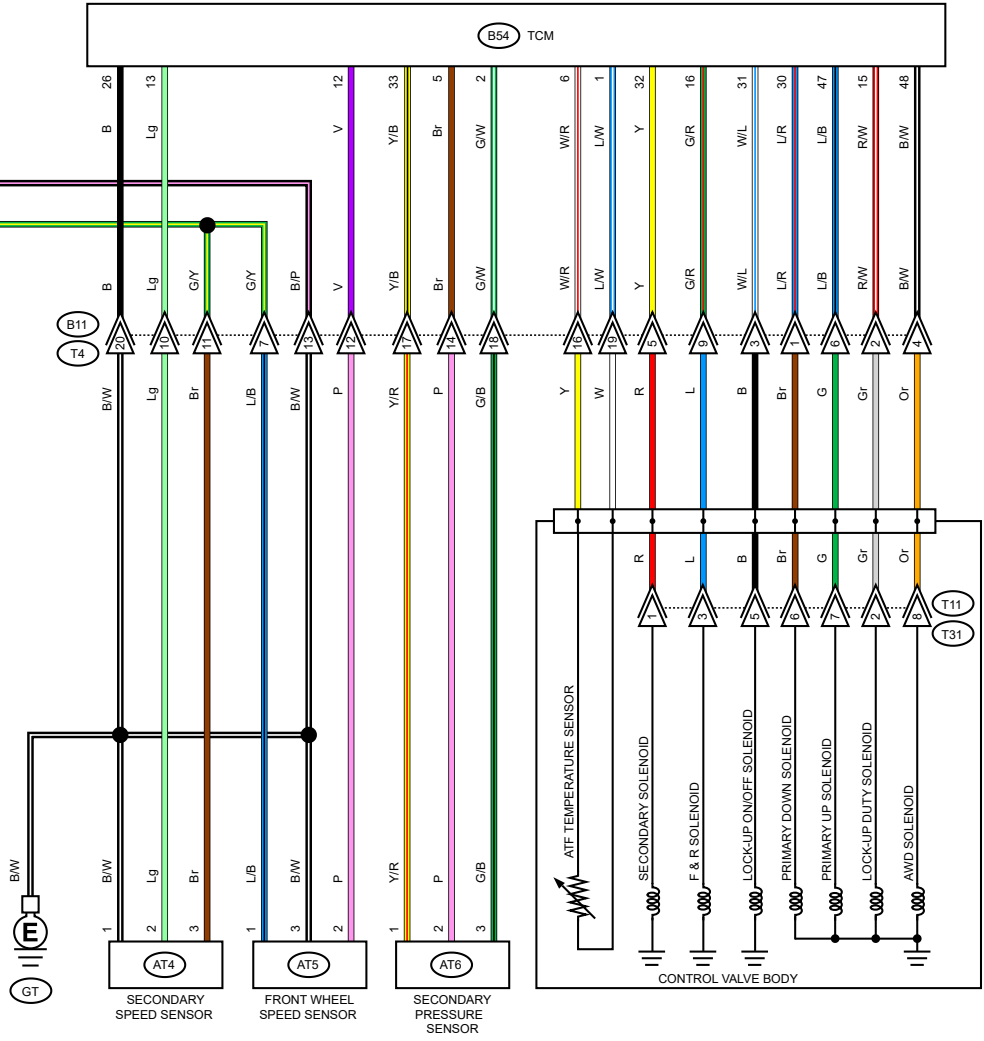 B54 TCM
26 13 12 33 5 2 6 1 32 16 31 30 47 15 48
B Lg V Y/B Br G/W W/R L/W Y G/R W/L L/R L/B R/W B/W
B Lg G/Y G/Y B/P V Y/B Br G/W W/R L/W Y G/R W/L L/R L/B R/W B/W
B11
T4
20 10 11 7 13 12 17 14 18 16 19 5 9 3 1 6 2 4
B/W Lg Br L/B B/W P Y/R P G/B Y W R L B Br G Gr Or
R L B Br G Gr Or
T11
1 3 5 6 7 2 8
T31
ATF TEMPERATURE SENSOR
SECONDARY SOLENOID
F & R SOLENOID
LOCK-UP ON/OFF SOLENOID
PRIMARY DOWN SOLENOID
PRIMARY UP SOLENOID
LOCK-UP DUTY SOLENOID
AWD SOLENOID
B/W B/W Lg Br L/B B/W P Y/R P G/B
E
1 2 3 1 3 2 1 2 3
AT4 AT5 AT6
GT
CONTROL VALVE BODY
SECONDARY
SPEED SENSOR
FRONT WHEEL
SPEED SENSOR
SECONDARY
PRESSURE
SENSOR